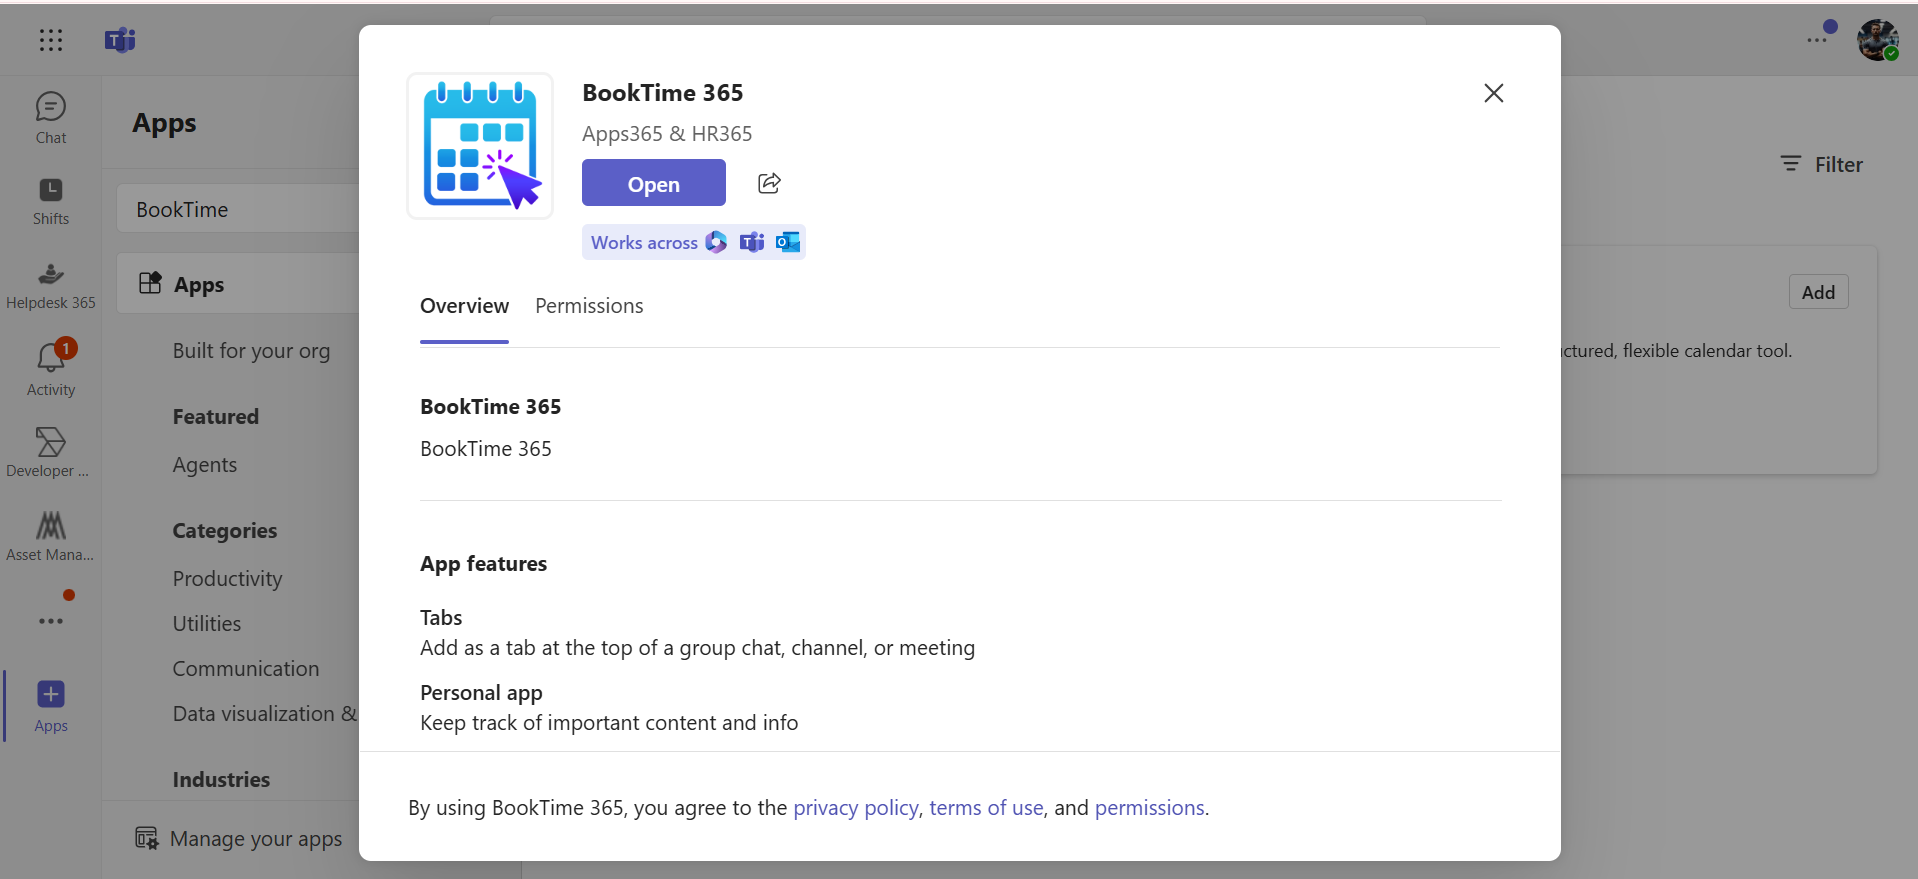 Chat
Shifts
Helpdesk 365
1
Activity
Developer ...
Asset Mana...
Apps
Apps
BookTime
Apps
Built for your org
Featured
Agents
Categories
Productivity
Utilities
Communication
Data visualization &
Industries
Manage your apps
BookTime 365
Apps365 & HR365
Open
Works across
Overview Permissions
BookTime 365
BookTime 365
App features
Tabs
Add as a tab at the top of a group chat, channel, or meeting
Personal app
Keep track of important content and info
By using BookTime 365, you agree to the privacy policy, terms of use, and permissions.
Filter
Add
ctured, flexible calendar tool.